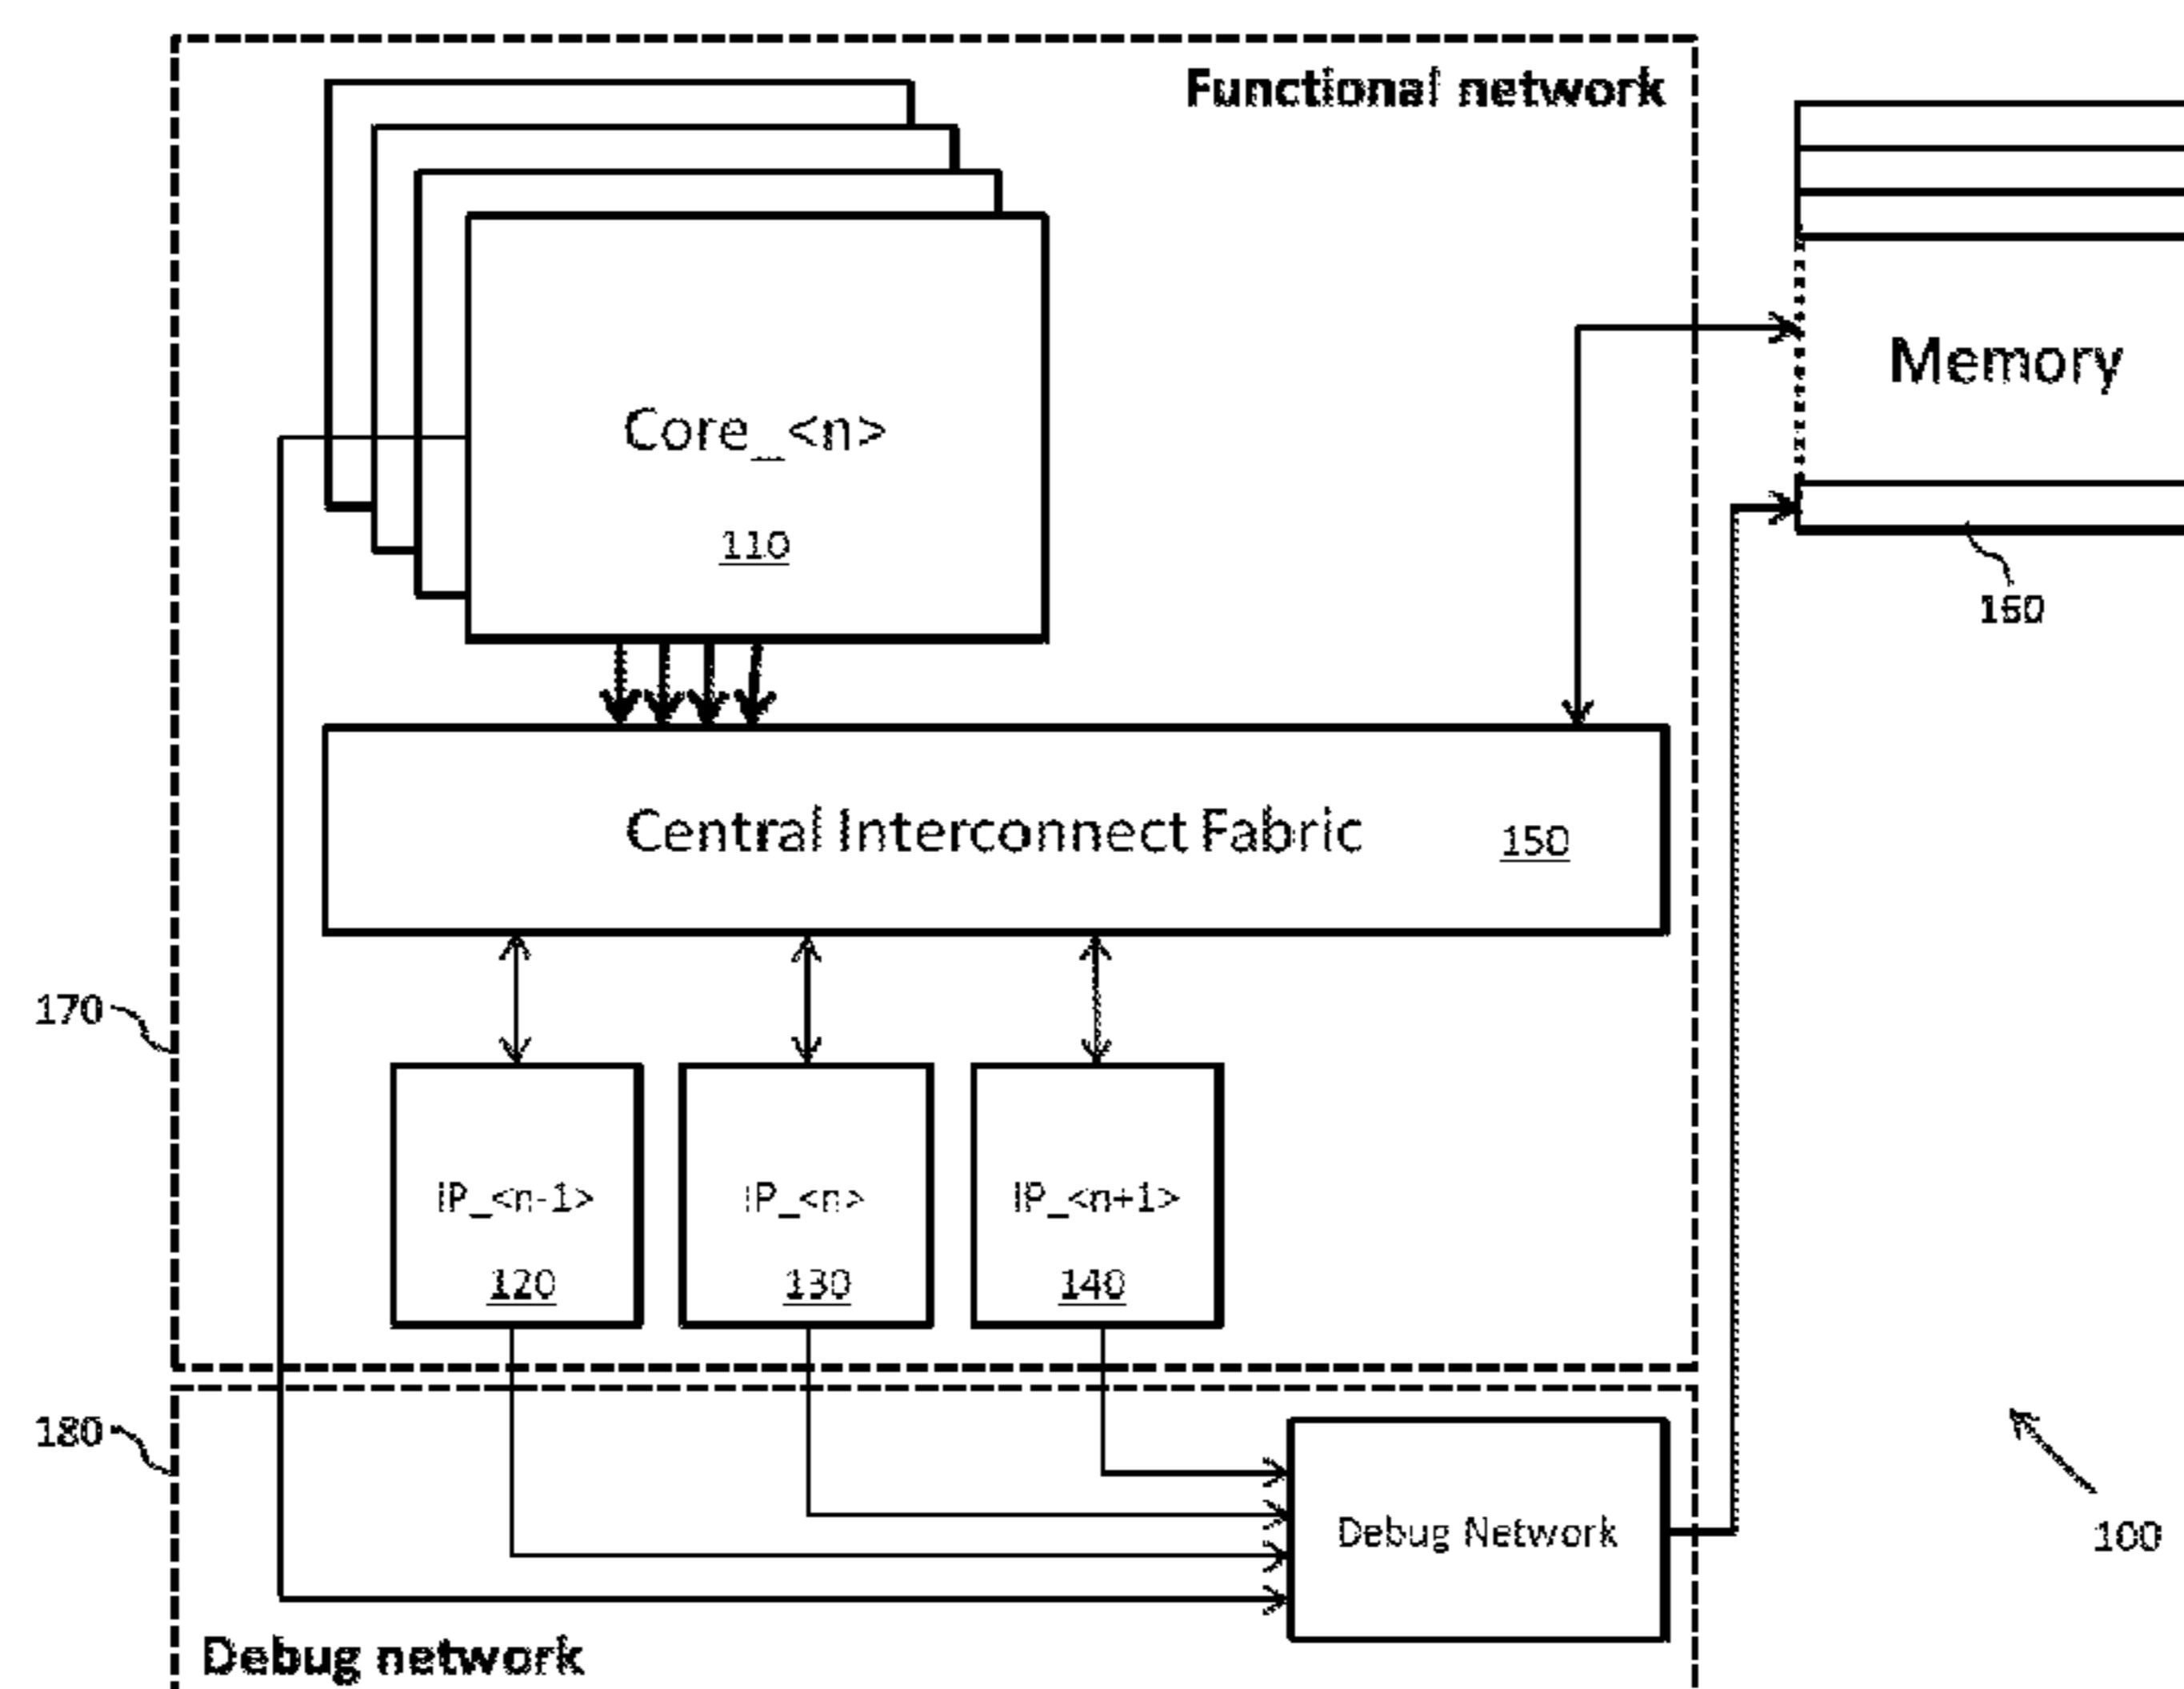 Functional network
Memory
Core_<n>
110
160
Central Interconnect Fabric
150
170
IP_<n-1>
IP_<n>
IP_<n+1>
120
130
140
180
Debug Network
100
Debug network